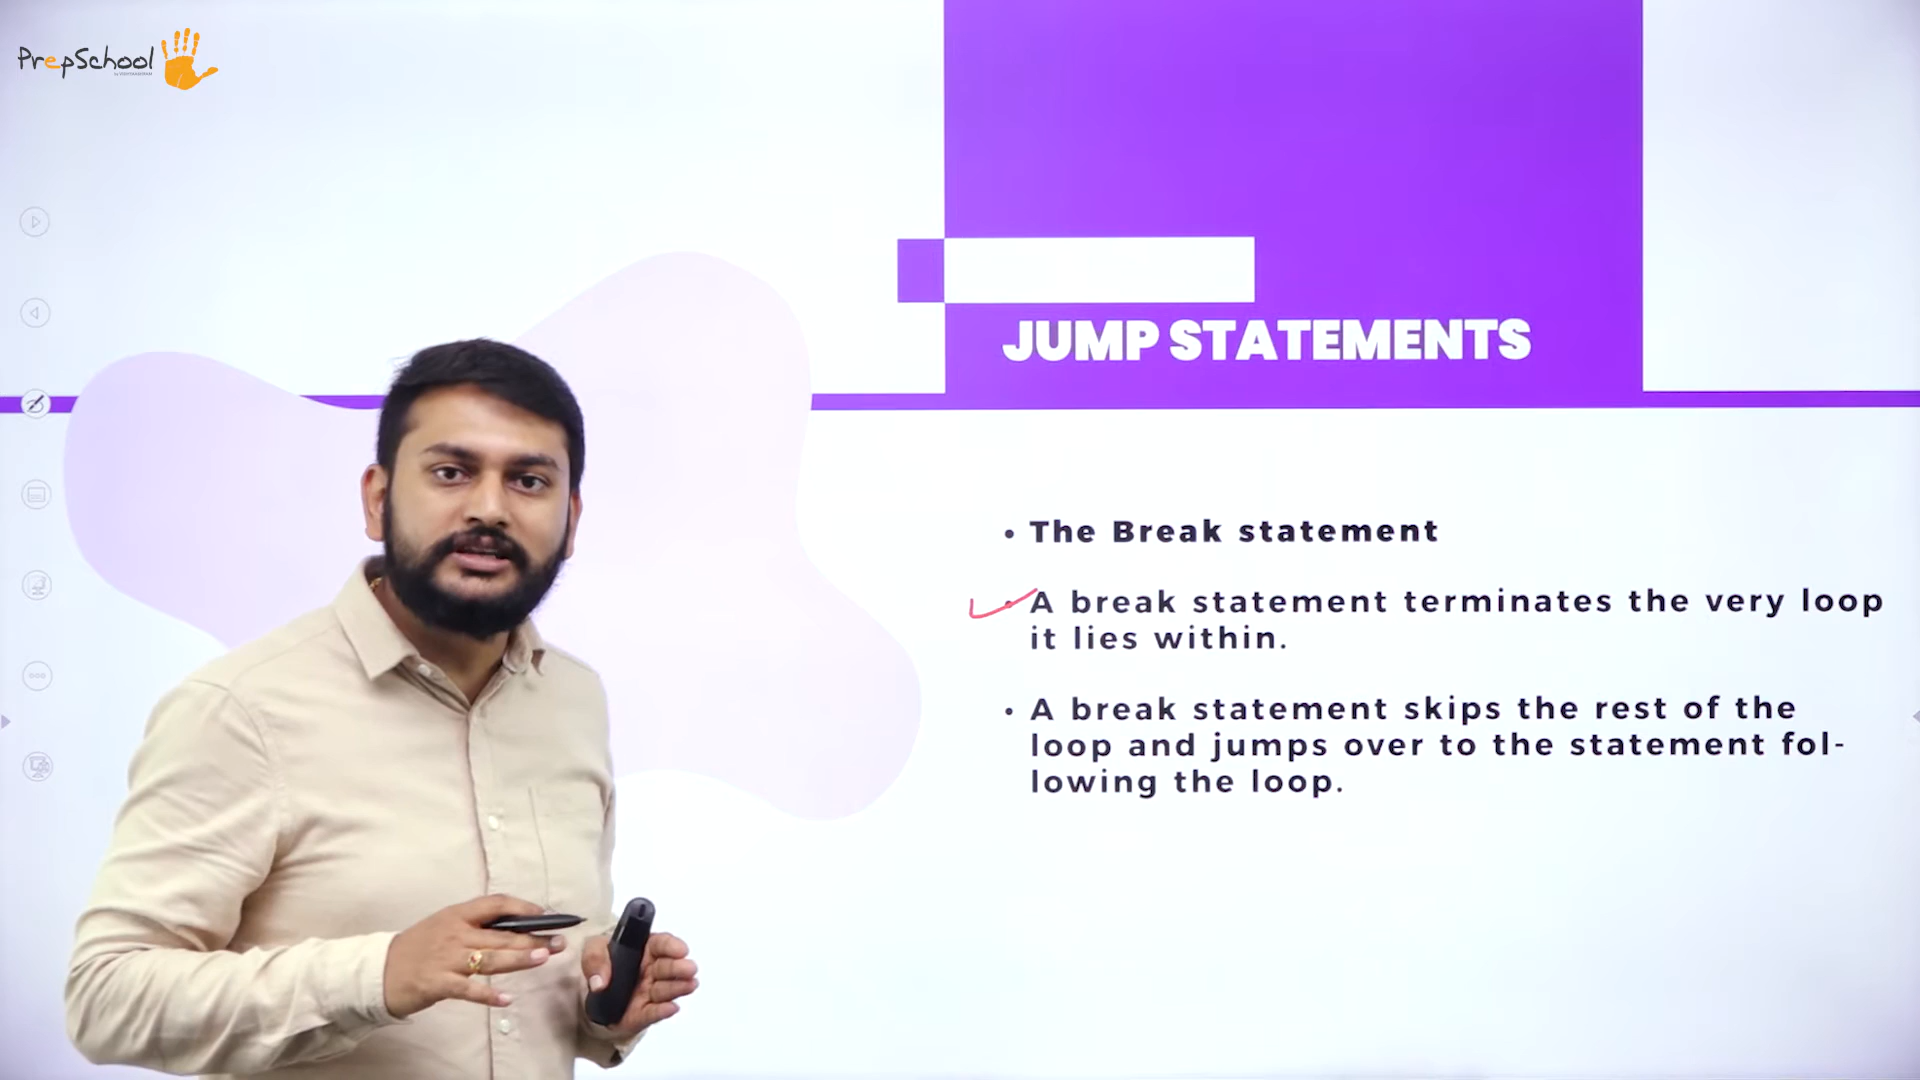 PrepSchool
JUMP STATEMENTS
• The Break statement
• A break statement terminates the very loop
it lies within.
• A break statement skips the rest of the
loop and jumps over to the statement fol-
lowing the loop.